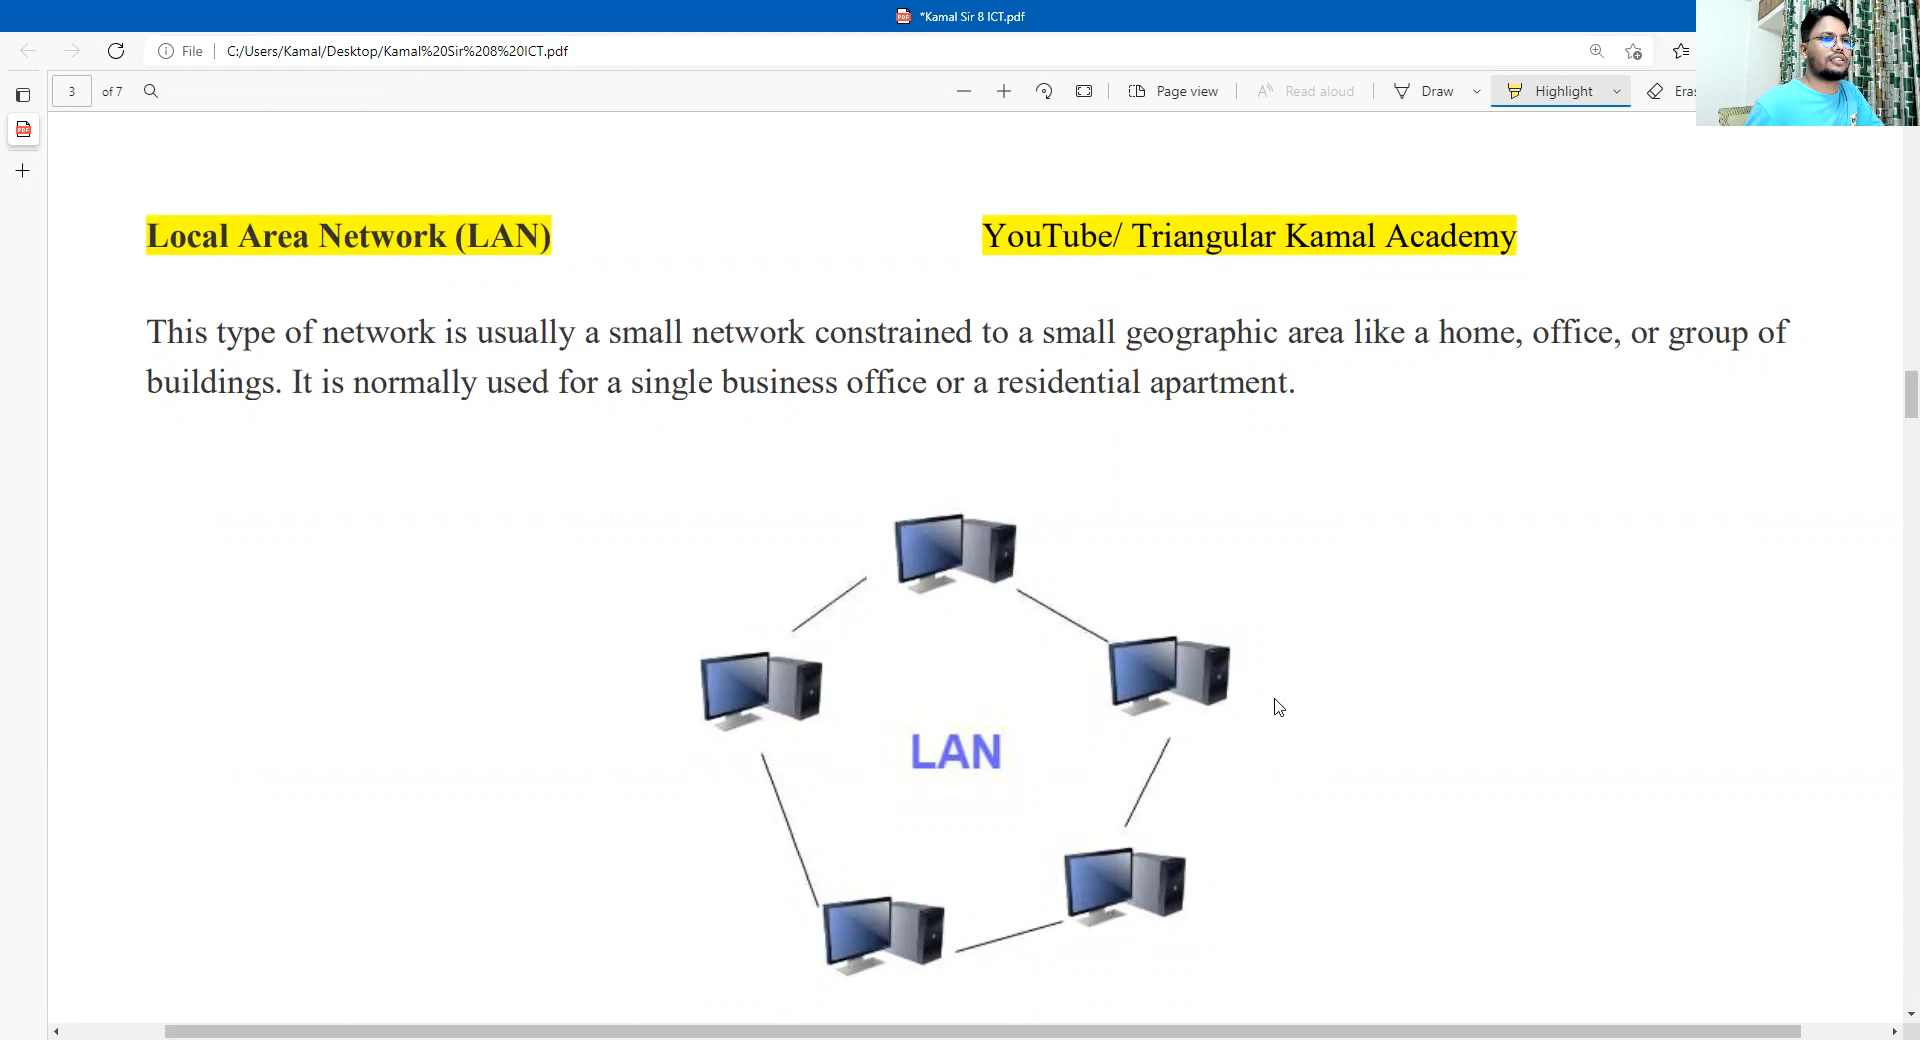 *Kamal Sir 8 ICT.pdf
File C:/Users/Kamal/Desktop/Kamal%20Sir%208%20ICT.pdf
3 of 7 Page view Read aloud Draw Highlight
Local Area Network (LAN) YouTube/ Triangular Kamal Academy
This type of network is usually a small network constrained to a small geographic area like a home, office, or group of
buildings. It is normally used for a single business office or a residential apartment.
LAN